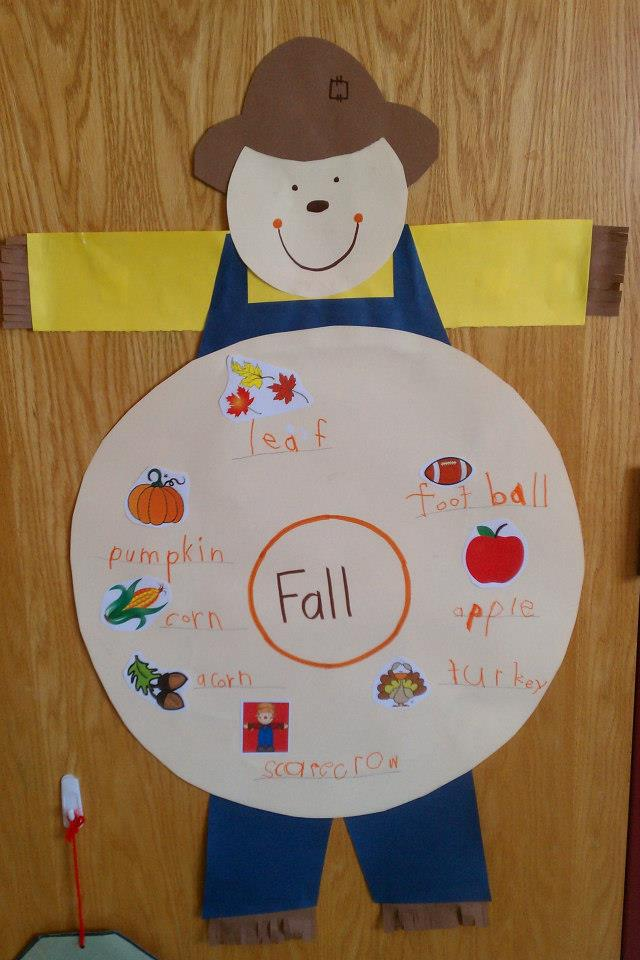 leaf
foot ball
pumpkin
apple
Fall
corn
acorn
turkey
scarecrow